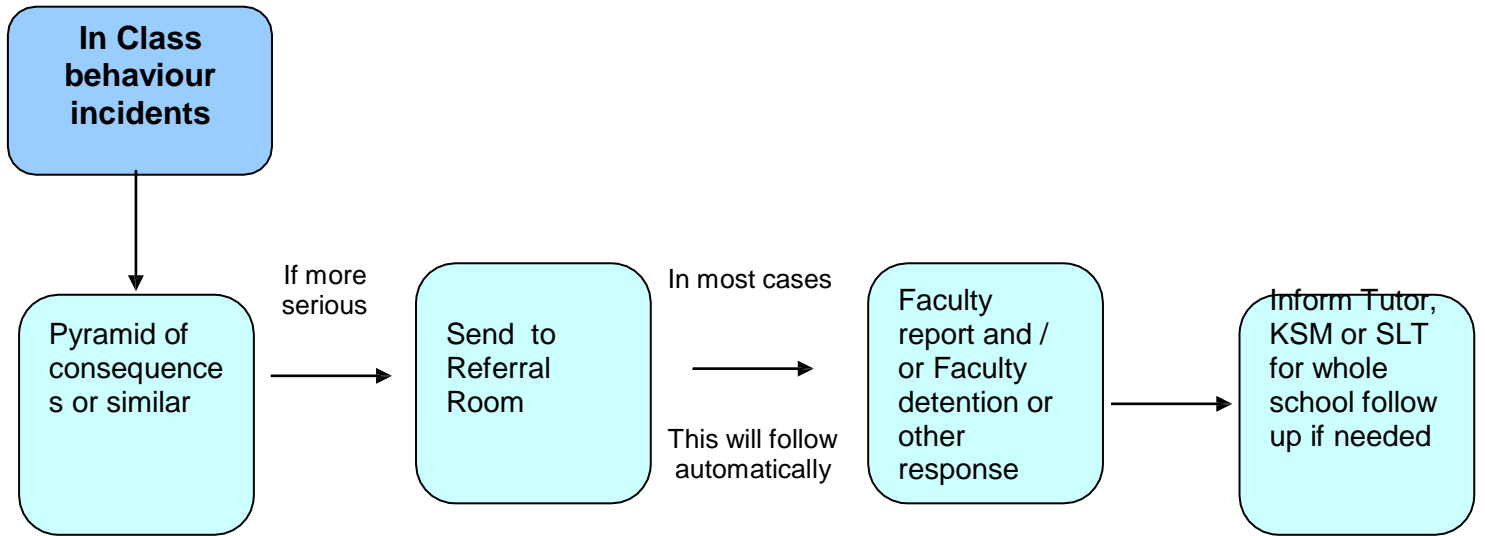 In Class
behaviour
incidents
Pyramid of
consequence
s or similar
If more
serious
Send to
Referral
Room
In most cases
This will follow
automatically
Faculty
report and /
or Faculty
detention or
other
response
Inform Tutor,
KSM or SLT
for whole
school follow
up if needed